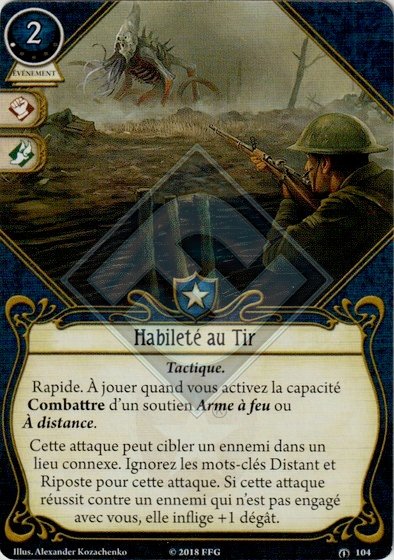 2
ÉVÉNEMENT
Habileté au Tir
Tactique.
Rapide. À jouer quand vous activez la capacité
Combattre d'un soutien Arme à feu ou
À distance.
Cette attaque peut cibler un ennemi dans un
lieu connexe. Ignorez les mots-clés Distant et
Riposte pour cette attaque. Si cette attaque
réussit contre un ennemi qui n'est pas engagé
avec vous, elle inflige +1 dégât.
Illus. Alexander Kozachenko © 2018 FFG 104